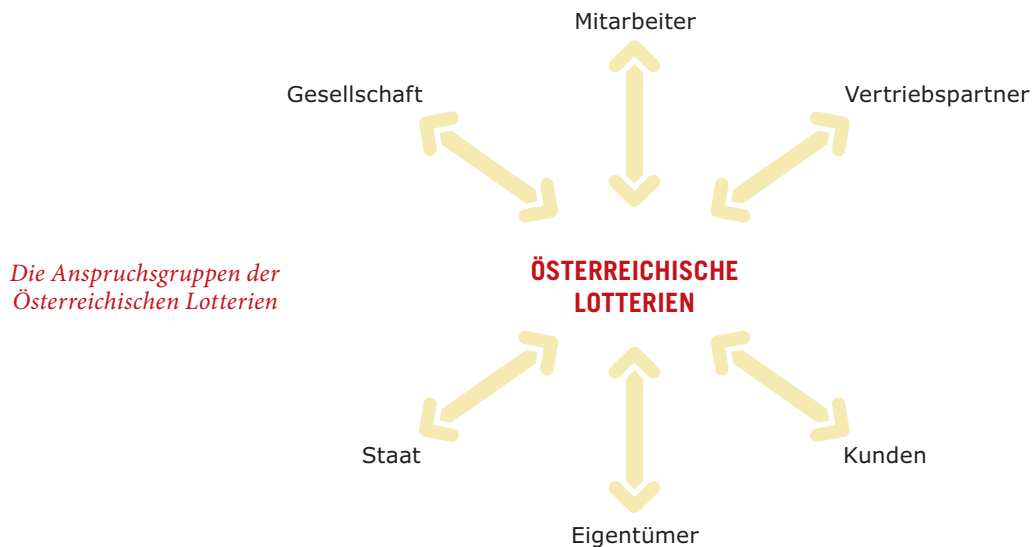 Mitarbeiter
Gesellschaft
Vertriebspartner
Die Anspruchsgruppen der
Österreichischen Lotterien
ÖSTERREICHISCHE
LOTTERIEN
Staat
Kunden
Eigentümer